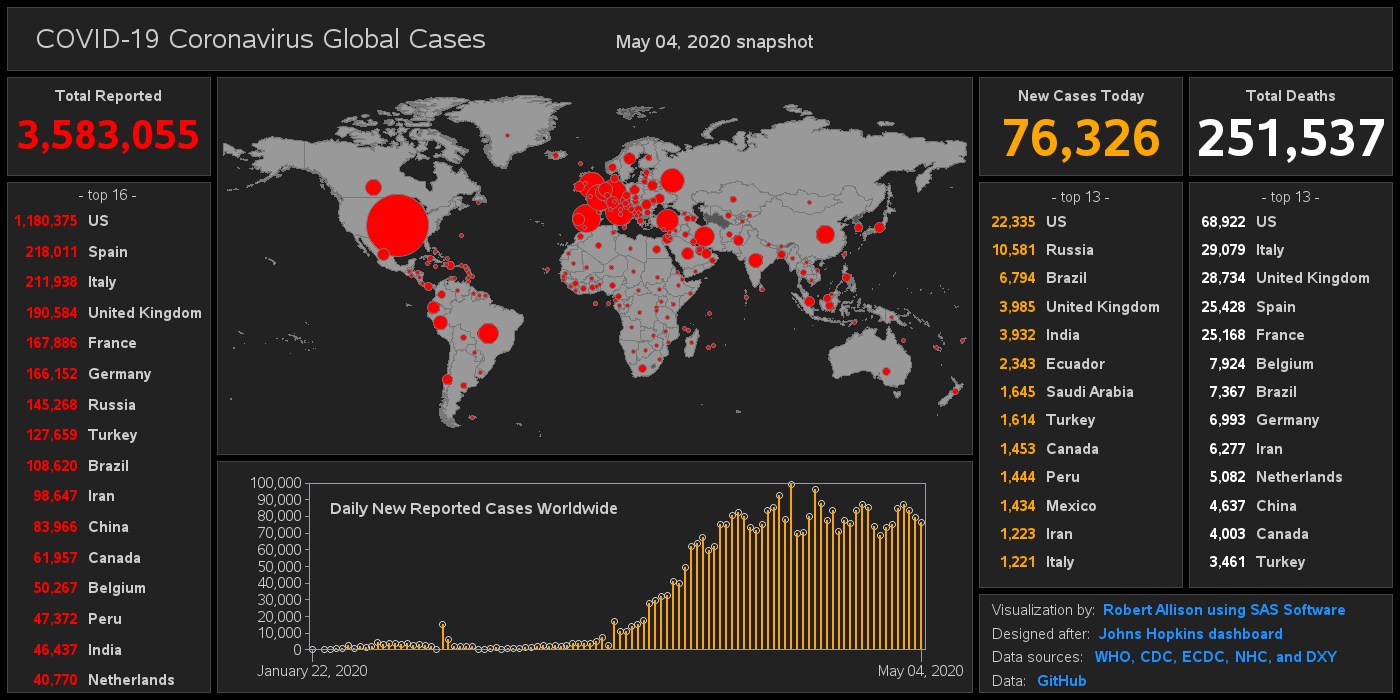 COVID-19 Coronavirus Global Cases
May 04, 2020 snapshot
Total Reported
3,583,055
- top 16 -
1,180,375 US
218,011 Spain
211,938 Italy
190,584 United Kingdom
167,886 France
166,152 Germany
145,268 Russia
127,659 Turkey
108,620 Brazil
98,647 Iran
83,966 China
61,957 Canada
50,267 Belgium
47,372 Peru
46,437 India
40,770 Netherlands
Daily New Reported Cases Worldwide
100,000
90,000
80,000
70,000
60,000
50,000
40,000
30,000
20,000
10,000
0
January 22, 2020
May 04, 2020
New Cases Today
76,326
- top 13 -
22,335 US
10,581 Russia
6,794 Brazil
3,985 United Kingdom
3,932 India
2,343 Ecuador
1,645 Saudi Arabia
1,614 Turkey
1,453 Canada
1,444 Peru
1,434 Mexico
1,223 Iran
1,221 Italy
Total Deaths
251,537
- top 13 -
68,922 US
29,079 Italy
28,734 United Kingdom
25,428 Spain
25,168 France
7,924 Belgium
7,367 Brazil
6,993 Germany
6,277 Iran
5,082 Netherlands
4,637 China
4,003 Canada
3,461 Turkey
Visualization by: Robert Allison using SAS Software
Designed after: Johns Hopkins dashboard
Data sources: WHO, CDC, ECDC, NHC, and DXY
Data: GitHub